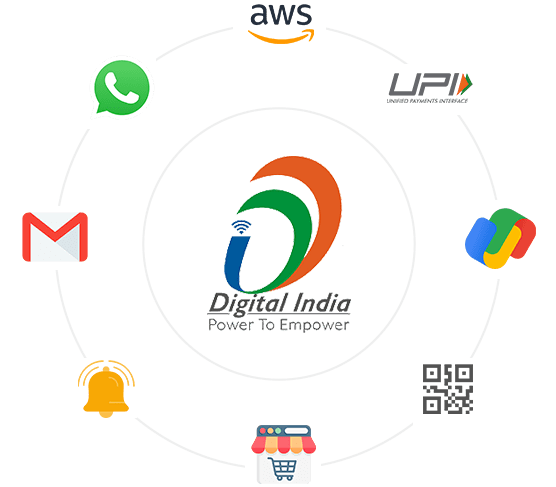 aws
UPI
UNIFIED PAYMENTS INTERFACE
Digital India
Power To Empower